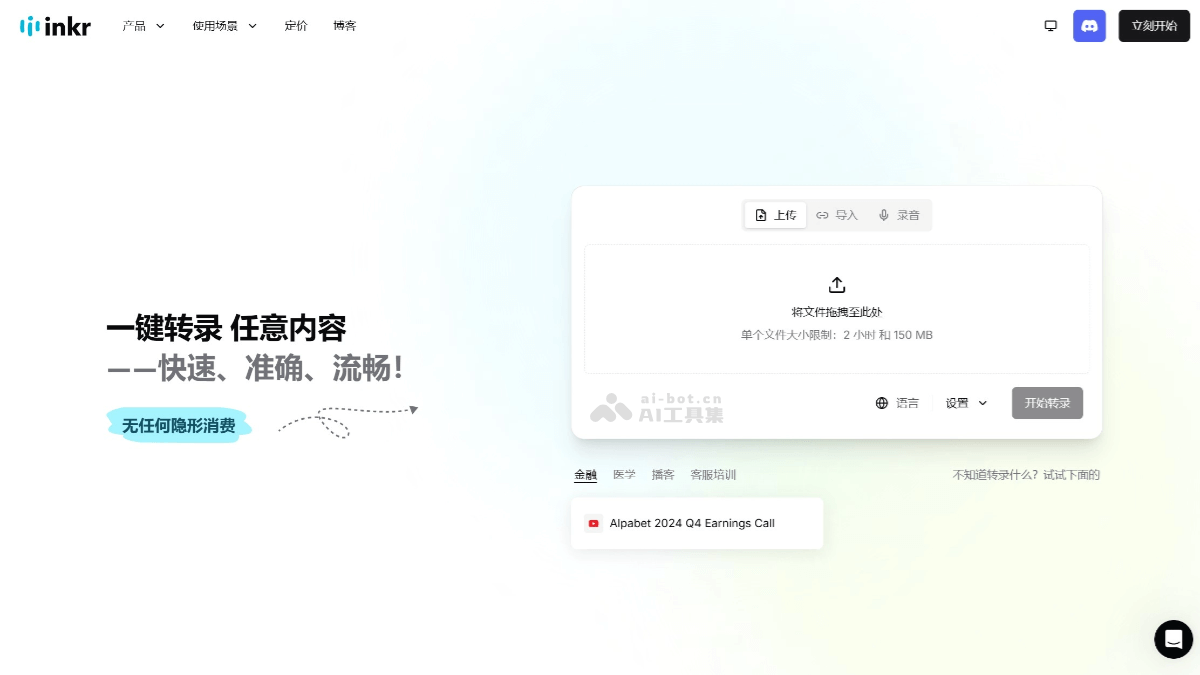 inkr
产品
使用场景
定价
博客
立刻开始
上传
导入
录音
将文件拖拽至此处
单个文件大小限制：2 小时 和 150 MB
一键转录 任意内容
——快速、准确、流畅！
无任何隐形消费
ai-bot.cn
AI工具集
语言
设置
开始转录
金融
医学
播客
客服培训
不知道转录什么？试试下面的
Alpabet 2024 Q4 Earnings Call